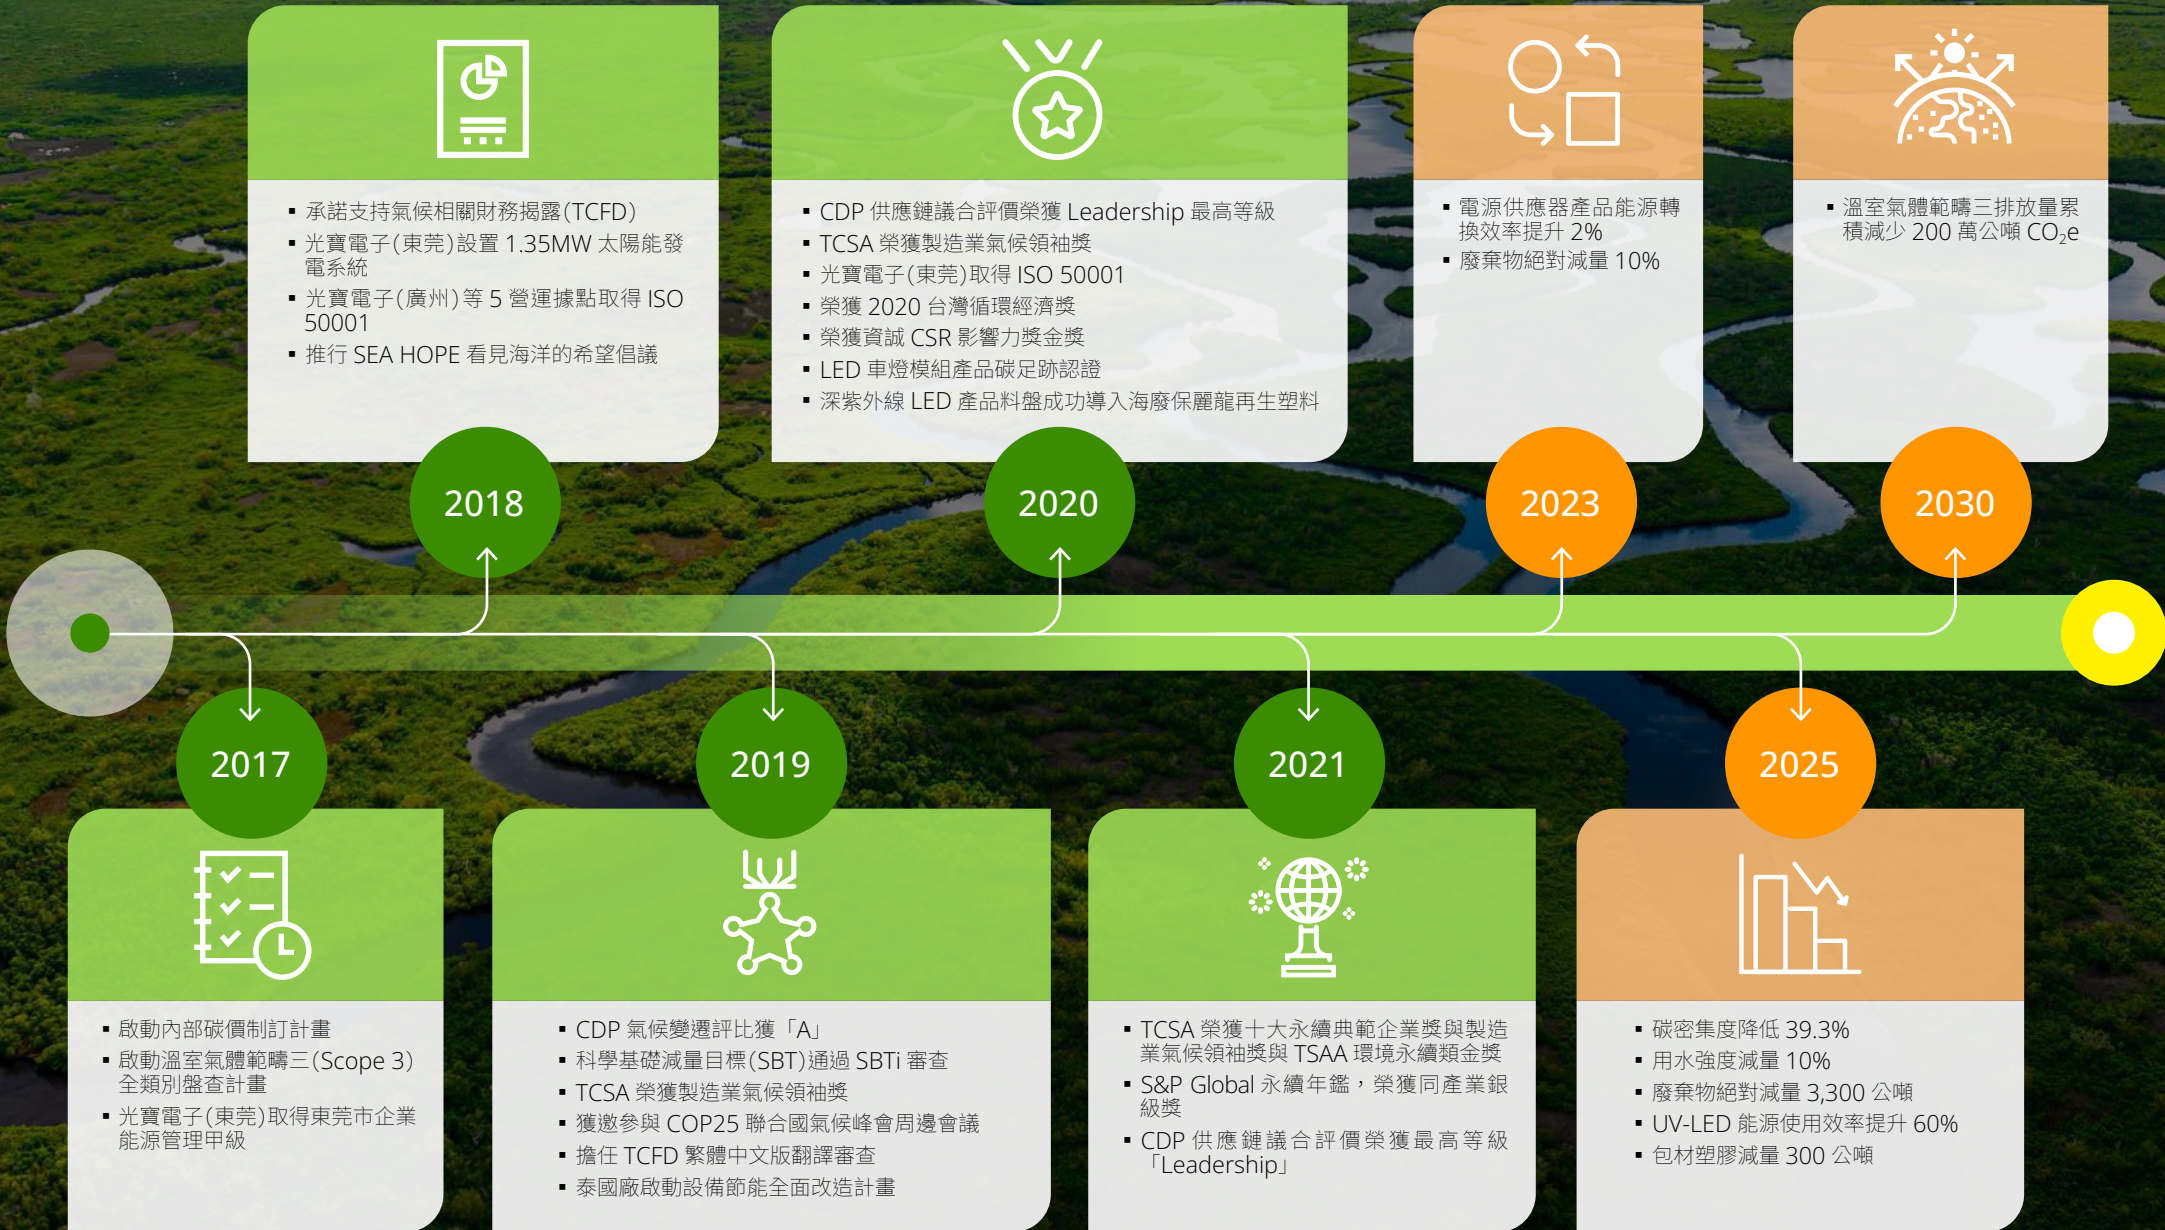 ▪ 承諾支持氣候相關財務揭露(TCFD)
▪ 光寶電子(東莞)設置 1.35MW 太陽能發
電系統
▪ 光寶電子(廣州)等 5 營運據點取得 ISO
50001
▪ 推行 SEA HOPE 看見海洋的希望倡議
2018
▪ CDP 供應鏈議合評價榮獲 Leadership 最高等級
▪ TCSA 榮獲製造業氣候領袖獎
▪ 光寶電子(東莞)取得 ISO 50001
▪ 榮獲 2020 台灣循環經濟獎
▪ 榮獲資誠 CSR 影響力獎金獎
▪ LED 車燈模組產品碳足跡認證
▪ 深紫外線 LED 產品料盤成功導入海廢保麗龍再生塑料
2020
▪ 電源供應器產品能源轉
換效率提升 2%
▪ 廢棄物絕對減量 10%
2023
▪ 溫室氣體範疇三排放量累
積減少 200 萬公噸 CO₂e
2030
2017
▪ 啟動內部碳價制訂計畫
▪ 啟動溫室氣體範疇三(Scope 3)
全類別盤查計畫
▪ 光寶電子(東莞)取得東莞市企業
能源管理甲級
2019
▪ CDP 氣候變遷評比獲「A」
▪ 科學基礎減量目標(SBT)通過 SBTi 審查
▪ TCSA 榮獲製造業氣候領袖獎
▪ 獲邀參與 COP25 聯合國氣候峰會周邊會議
▪ 擔任 TCFD 繁體中文版翻譯審查
▪ 泰國廠啟動設備節能全面改造計畫
2021
▪ TCSA 榮獲十大永續典範企業獎與製造
業氣候領袖獎與 TSAA 環境永續類金獎
▪ S&P Global 永續年鑑，榮獲同產業銀
級獎
▪ CDP 供應鏈議合評價榮獲最高等級
「Leadership」
2025
▪ 碳密集度降低 39.3%
▪ 用水強度減量 10%
▪ 廢棄物絕對減量 3,300 公噸
▪ UV-LED 能源使用效率提升 60%
▪ 包材塑膠減量 300 公噸